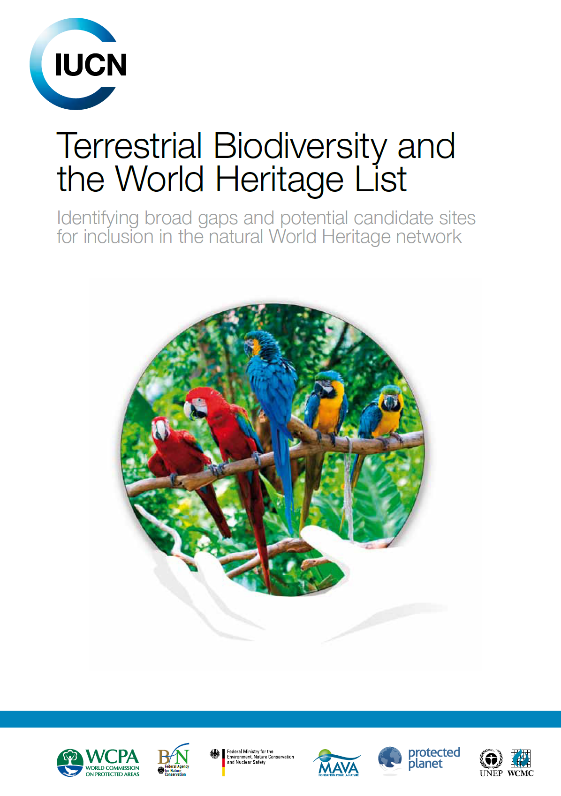 IUCN
Terrestrial Biodiversity and
the World Heritage List
Identifying broad gaps and potential candidate sites
for inclusion in the natural World Heritage network
WCPA
WORLD COMMISSION
ON PROTECTED AREAS
BfN
Federal Agency
for Nature
Conservation
Federal Ministry for the
Environment, Nature Conservation
and Nuclear Safety
MAVA
protected
planet
UNEP WCMC